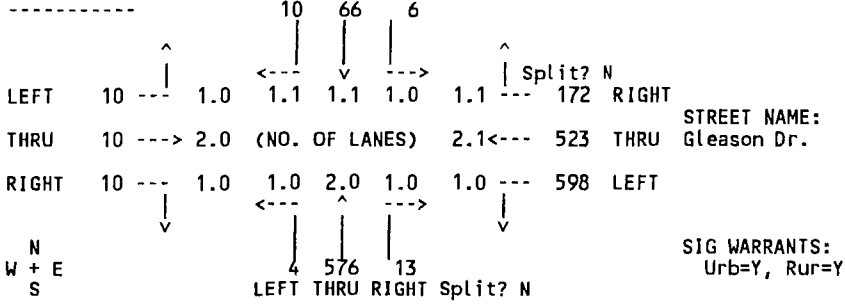 ----------- 10 66 6
<--- v ---> Split? N
LEFT 10 --- 1.0 1.1 1.1 1.0 1.1 --- 172 RIGHT
STREET NAME:
THRU 10 ---> 2.0 (NO. OF LANES) 2.1<--- 523 THRU Gleason Dr.
RIGHT 10 --- 1.0 1.0 2.0 1.0 1.0 --- 598 LEFT
<--- ^ --->
N SIG WARRANTS:
W + E 4 576 13 Urb=Y, Rur=Y
S LEFT THRU RIGHT Split? N